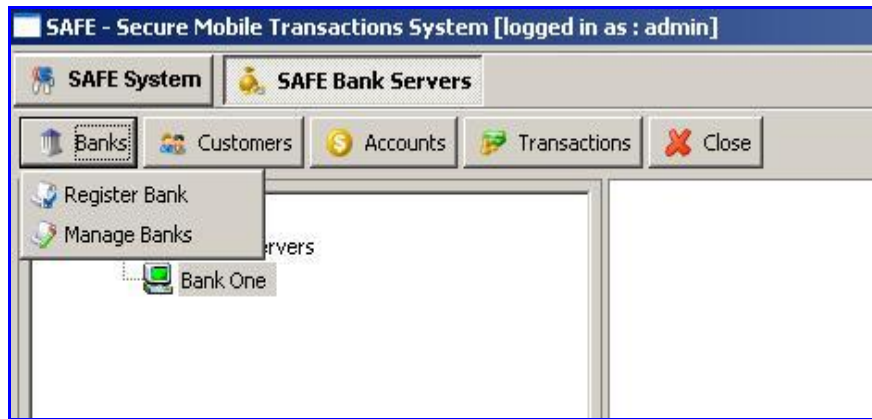 SAFE - Secure Mobile Transactions System [logged in as : admin]
SAFE System SAFE Bank Servers
Banks Customers Accounts Transactions Close
Register Bank
Manage Banks
ervers
Bank One